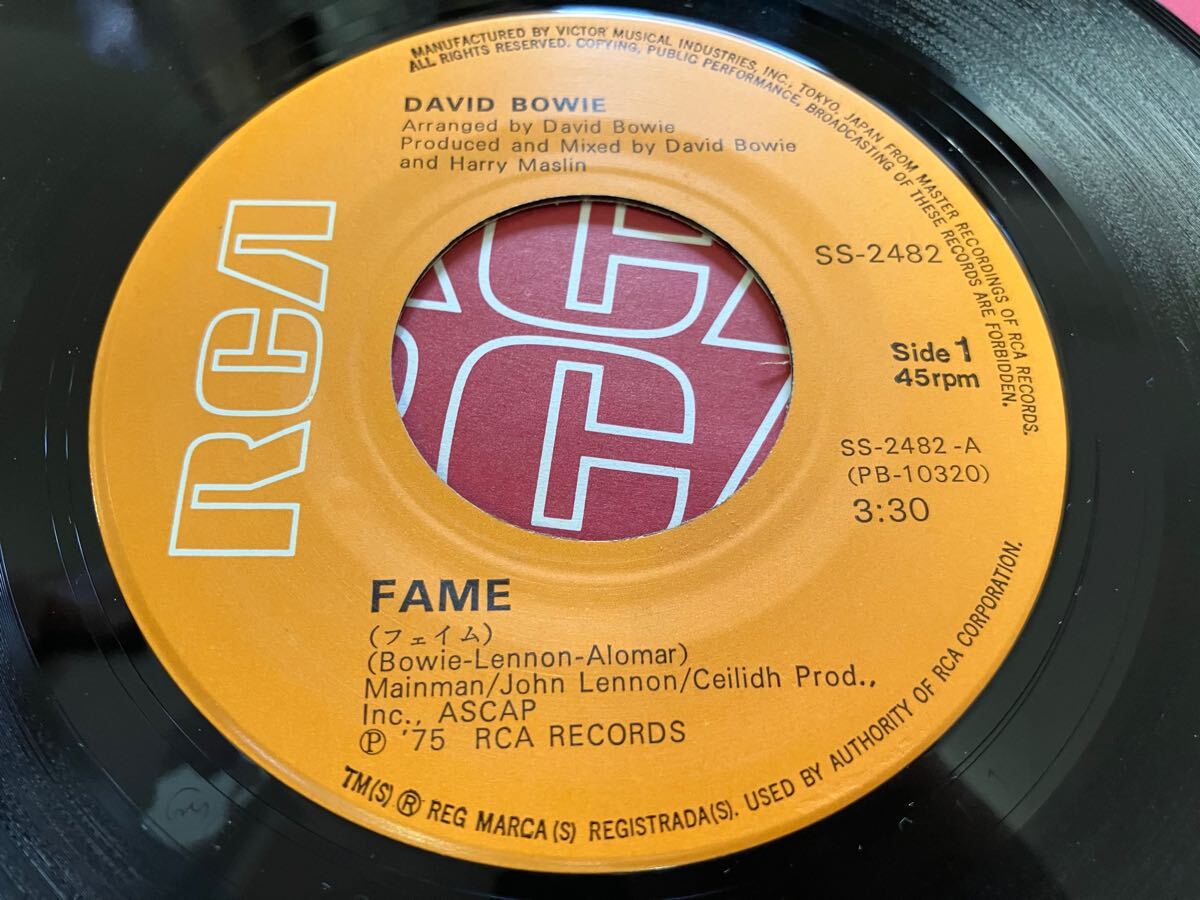 MANUFACTURED BY VICTOR MUSICAL INDUSTRIES, INC., TOKYO, JAPAN FROM MASTER RECORDINGS OF RCA RECORDS.
ALL RIGHTS RESERVED. COPYING, PUBLIC PERFORMANCE, BROADCASTING OF THESE RECORDS ARE FORBIDDEN.
DAVID BOWIE
Arranged by David Bowie
Produced and Mixed by David Bowie
and Harry Maslin
RCA
SS-2482
Side 1
45rpm
SS-2482-A
(PB-10320)
3:30
FAME
(フェイム)
(Bowie-Lennon-Alomar)
Mainman/John Lennon/Ceilidh Prod.,
Inc., ASCAP
Ⓟ '75 RCA RECORDS
TM(S) ® REG MARCA(S) REGISTRADA(S). USED BY AUTHORITY OF RCA CORPORATION.